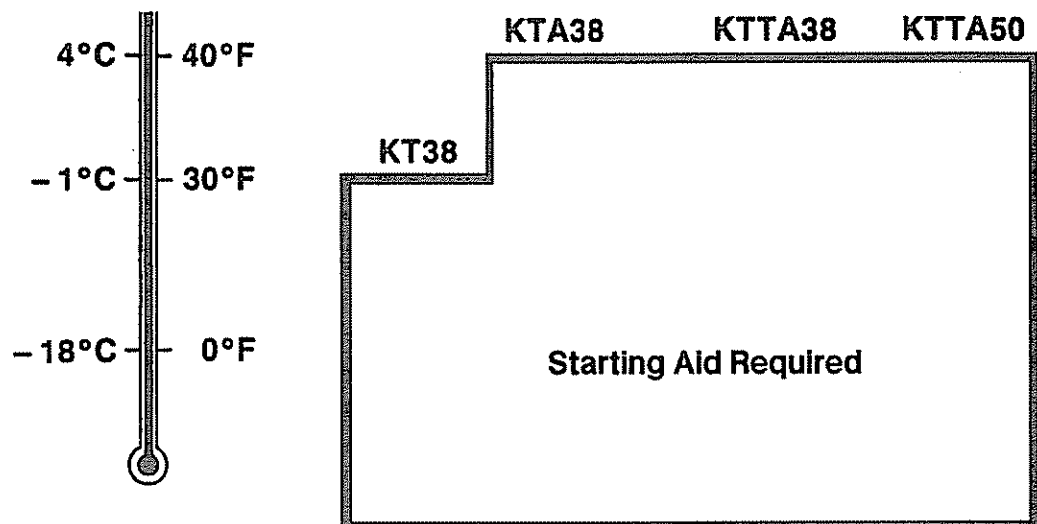 KTA38 KTTA38 KTTA50
4°C 40°F
KT38
– 1°C 30°F
– 18°C 0°F
Starting Aid Required